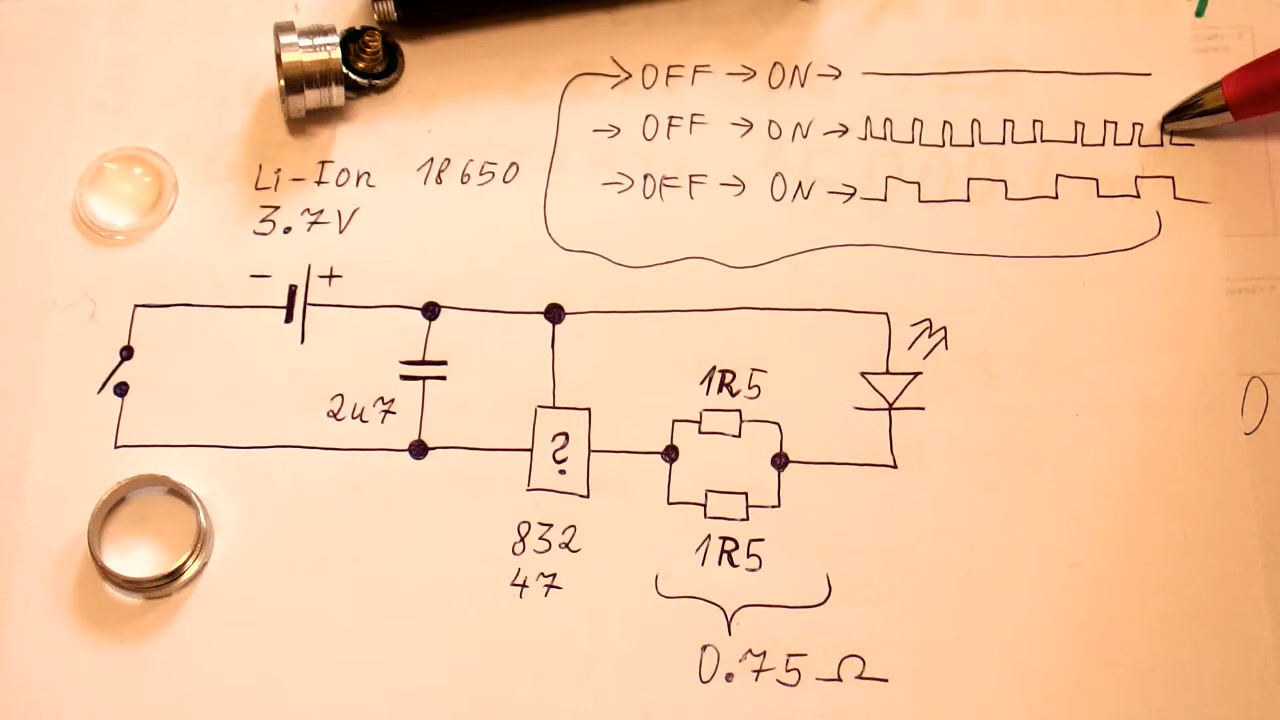 → OFF → ON →
→ OFF → ON →
→ OFF → ON →
Li-Ion 18650
3.7V
- +
2u7
?
832
47
1R5
1R5
0.75 Ω